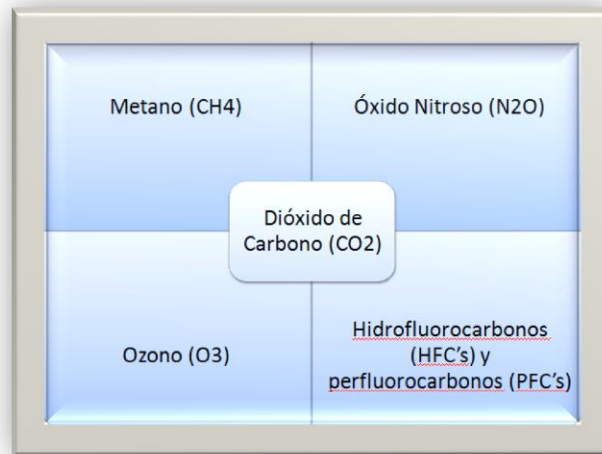 Metano (CH4)
Óxido Nitroso (N2O)
Dióxido de
Carbono (CO2)
Ozono (O3)
Hidrofluorocarbonos
(HFC's) y
perfluorocarbonos (PFC's)